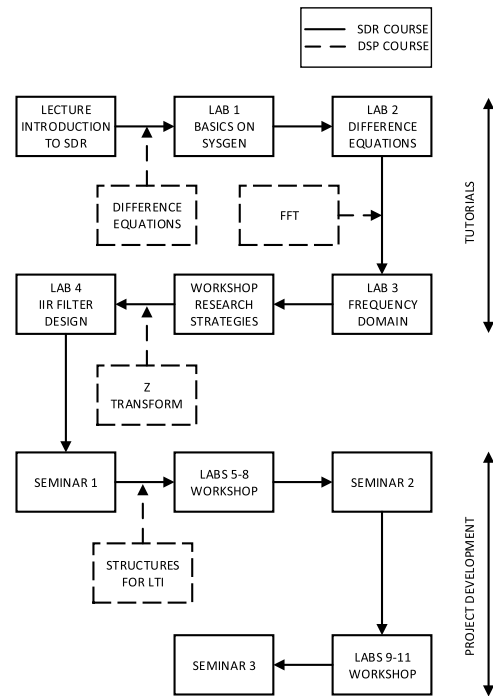 SDR COURSE
DSP COURSE
LECTURE
INTRODUCTION
TO SDR
LAB 1
BASICS ON
SYSGEN
LAB 2
DIFFERENCE
EQUATIONS
DIFFERENCE
EQUATIONS
FFT
TUTORIALS
LAB 4
IIR FILTER
DESIGN
WORKSHOP
RESEARCH
STRATEGIES
LAB 3
FREQUENCY
DOMAIN
Z
TRANSFORM
SEMINAR 1
LABS 5-8
WORKSHOP
SEMINAR 2
STRUCTURES
FOR LTI
PROJECT DEVELOPMENT
SEMINAR 3
LABS 9-11
WORKSHOP